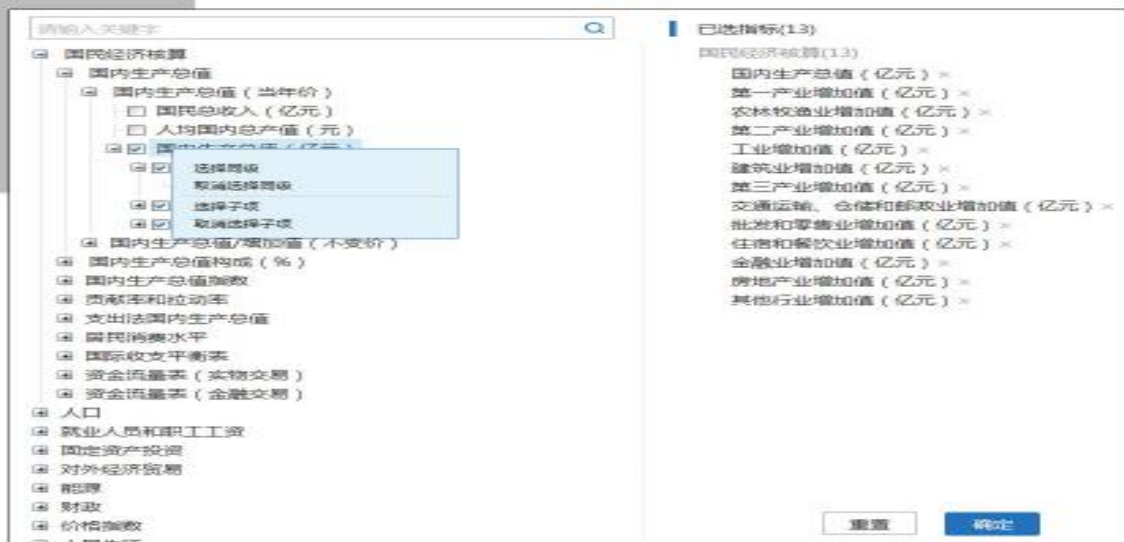 请输入关键字
国民经济核算
国内生产总值
国内生产总值（当年价）
国民总收入（亿元）
人均国内总产值（元）
国内生产总值（亿元）
选择同级
取消选择同级
选择子项
取消选择子项
国内生产总值/增加值（不变价）
国内生产总值构成（%）
国内生产总值指数
贡献率和拉动率
支出法国内生产总值
居民消费水平
国际收支平衡表
资金流量表（实物交易）
资金流量表（金融交易）
人口
就业人员和职工工资
固定资产投资
对外经济贸易
能源
财政
价格指数
已选指标(13)
国民经济核算(13)
国内生产总值（亿元）×
第一产业增加值（亿元）×
农林牧渔业增加值（亿元）×
第二产业增加值（亿元）×
工业增加值（亿元）×
建筑业增加值（亿元）×
第三产业增加值（亿元）×
交通运输、仓储和邮政业增加值（亿元）×
批发和零售业增加值（亿元）×
住宿和餐饮业增加值（亿元）×
金融业增加值（亿元）×
房地产业增加值（亿元）×
其他行业增加值（亿元）×
重置
确定